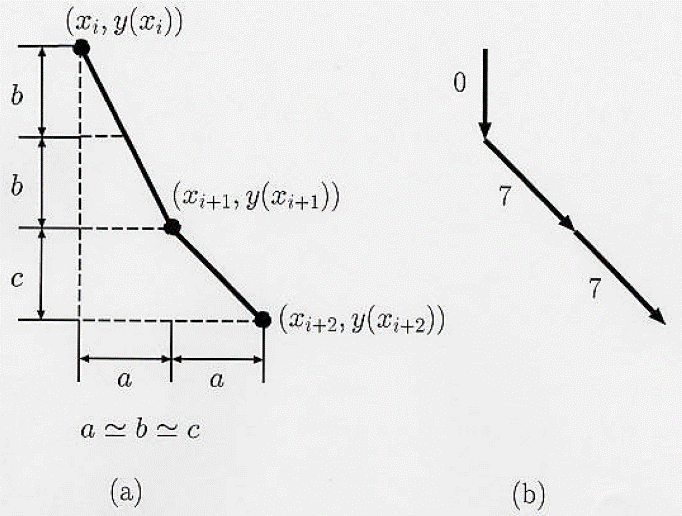 (x_i, y(x_i))
b
b
(x_{i+1}, y(x_{i+1}))
c
(x_{i+2}, y(x_{i+2}))
a a
a ≃ b ≃ c
(a)
0
7
7
(b)